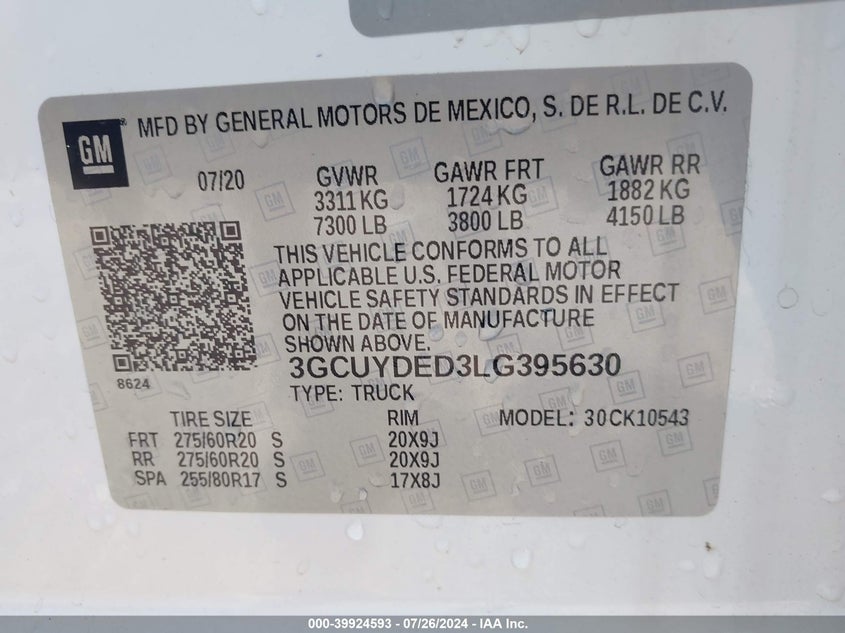 GM
MFD BY GENERAL MOTORS DE MEXICO, S. DE R.L. DE C.V.
07/20 GVWR GAWR FRT GAWR RR
3311 KG 1724 KG 1882 KG
7300 LB 3800 LB 4150 LB
THIS VEHICLE CONFORMS TO ALL
APPLICABLE U.S. FEDERAL MOTOR
VEHICLE SAFETY STANDARDS IN EFFECT
ON THE DATE OF MANUFACTURE
SHOWN ABOVE.
8624
3GCUYDED3LG395630
TYPE: TRUCK
TIRE SIZE RIM MODEL: 30CK10543
FRT 275/60R20 S 20X9J
RR 275/60R20 S 20X9J
SPA 255/80R17 S 17X8J
000-39924593 - 07/26/2024 - IAA Inc.